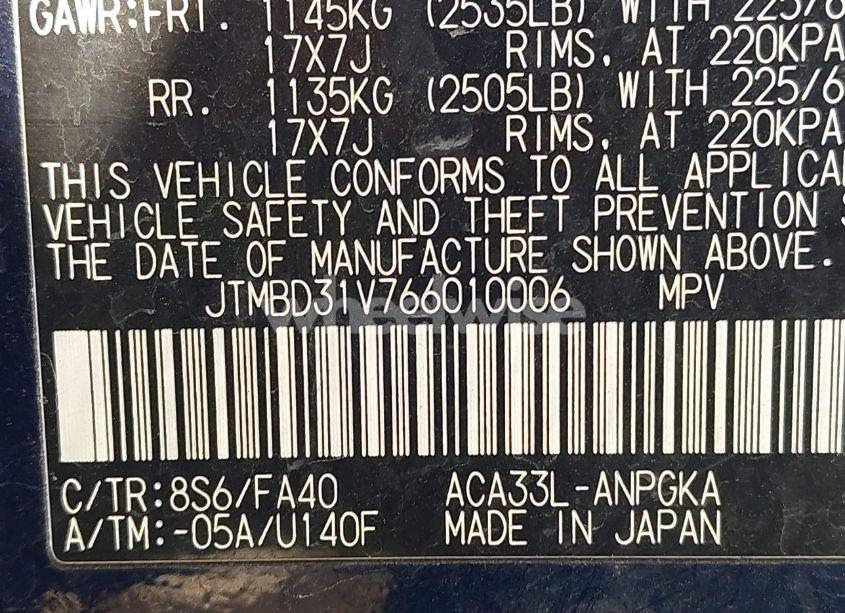 GAWR:FRT. 1145KG (2535LB) WITH 225/6
17X7J RIMS, AT 220KPA
RR. 1135KG (2505LB) WITH 225/6
17X7J RIMS, AT 220KPA
THIS VEHICLE CONFORMS TO ALL APPLICA
VEHICLE SAFETY AND THEFT PREVENTION S
THE DATE OF MANUFACTURE SHOWN ABOVE.
JTMBD31V766010006 MPV
wheelwise
C/TR:8S6/FA40 ACA33L-ANPGKA
A/TM:-05A/U140F MADE IN JAPAN